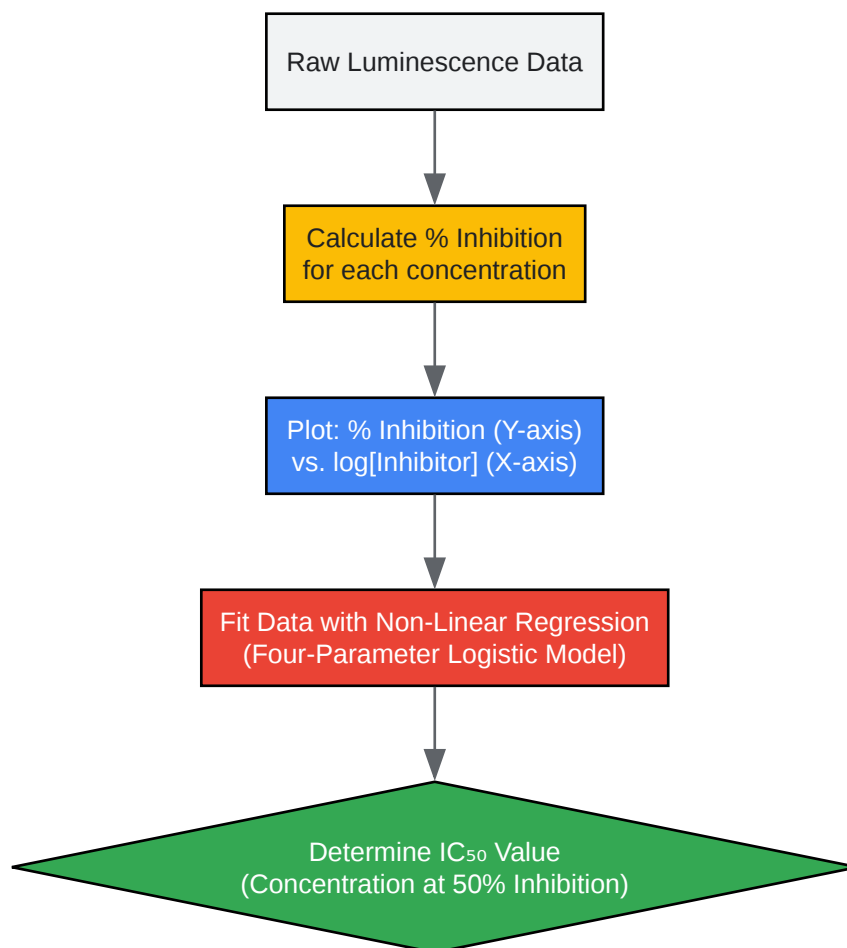 Raw Luminescence Data
Calculate % Inhibition
for each concentration
Plot: % Inhibition (Y-axis)
vs. log[Inhibitor] (X-axis)
Fit Data with Non-Linear Regression
(Four-Parameter Logistic Model)
Determine IC₅₀ Value
(Concentration at 50% Inhibition)